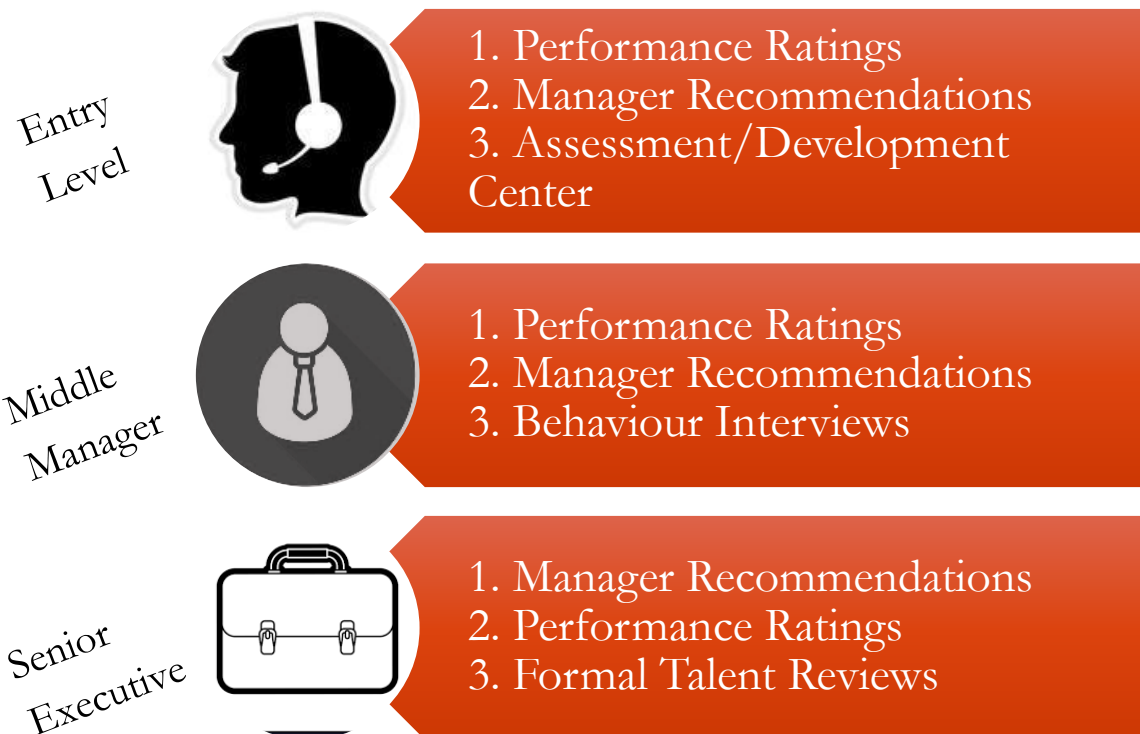 Entry
Level
1. Performance Ratings
2. Manager Recommendations
3. Assessment/Development
Center
Middle
Manager
1. Performance Ratings
2. Manager Recommendations
3. Behaviour Interviews
Senior
Executive
1. Manager Recommendations
2. Performance Ratings
3. Formal Talent Reviews